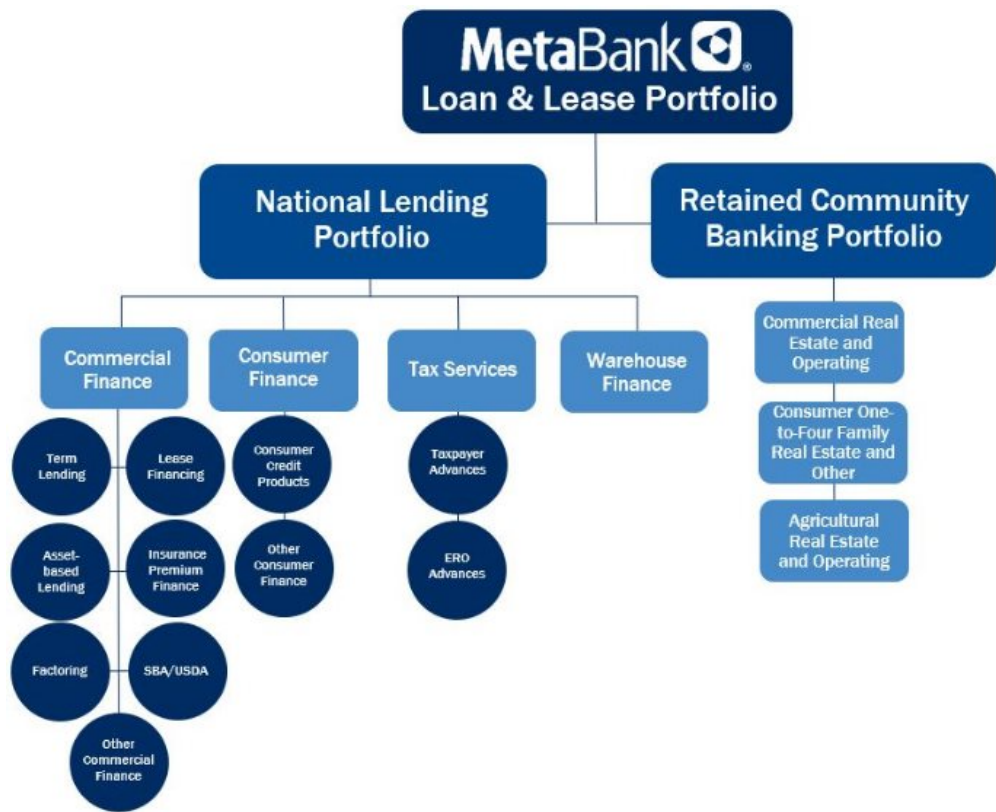 MetaBank®
Loan & Lease Portfolio
National Lending
Portfolio
Retained Community
Banking Portfolio
Commercial
Finance
Consumer
Finance
Tax Services
Warehouse
Finance
Commercial Real
Estate and
Operating
Consumer One-
to-Four Family
Real Estate and
Other
Agricultural
Real Estate
and Operating
Term
Lending
Lease
Financing
Asset-
based
Lending
Insurance
Premium
Finance
Factoring
SBA/USDA
Other
Commercial
Finance
Consumer
Credit
Products
Other
Consumer
Finance
Taxpayer
Advances
ERO
Advances